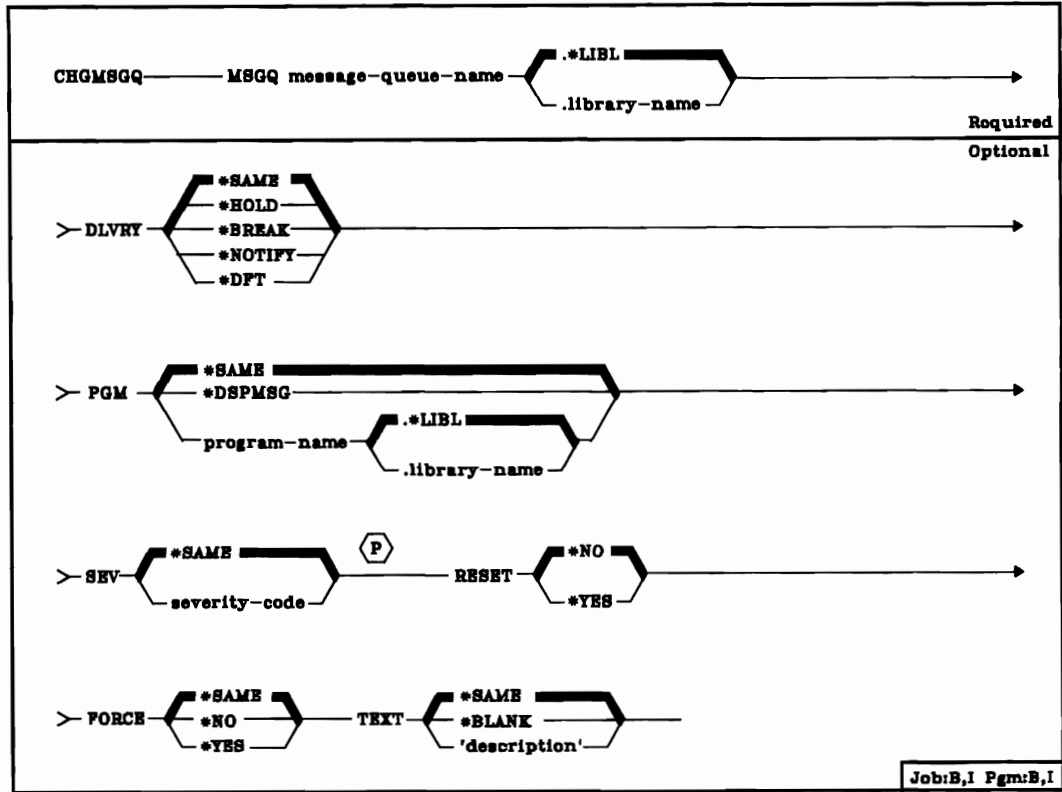 .*LIBL
CHGMSGQ MSGQ message-queue-name
.library-name
Required
Optional
*SAME
*HOLD
DLVRY *BREAK
*NOTIFY
*DFT
*SAME
PGM *DSPMSG
.*LIBL
program-name
.library-name
*SAME P *NO
SEV RESET
severity-code *YES
*SAME *SAME
FORCE *NO TEXT *BLANK
*YES 'description'
Job:B,I Pgm:B,I